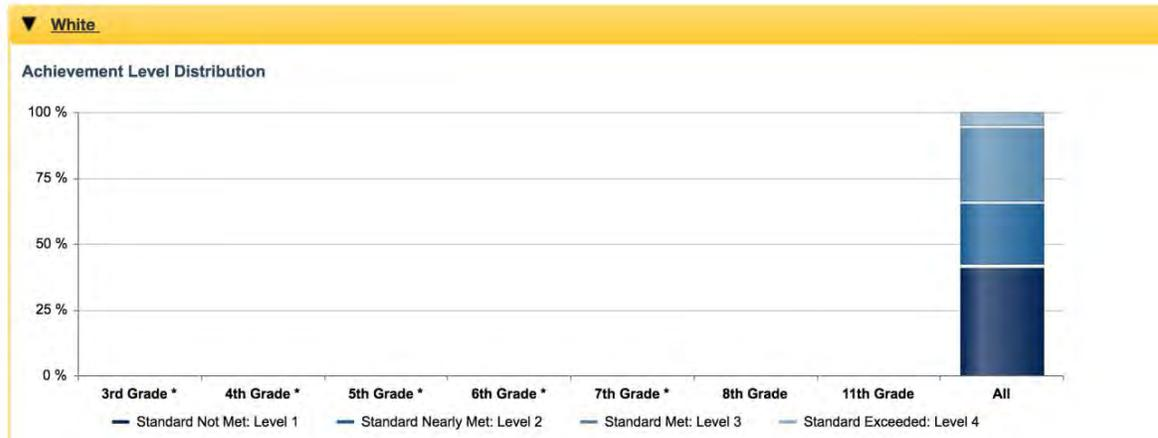 White
Achievement Level Distribution
100 %
75 %
50 %
25 %
0 %
3rd Grade * 4th Grade * 5th Grade * 6th Grade * 7th Grade * 8th Grade 11th Grade All
Standard Not Met: Level 1 Standard Nearly Met: Level 2 Standard Met: Level 3 Standard Exceeded: Level 4